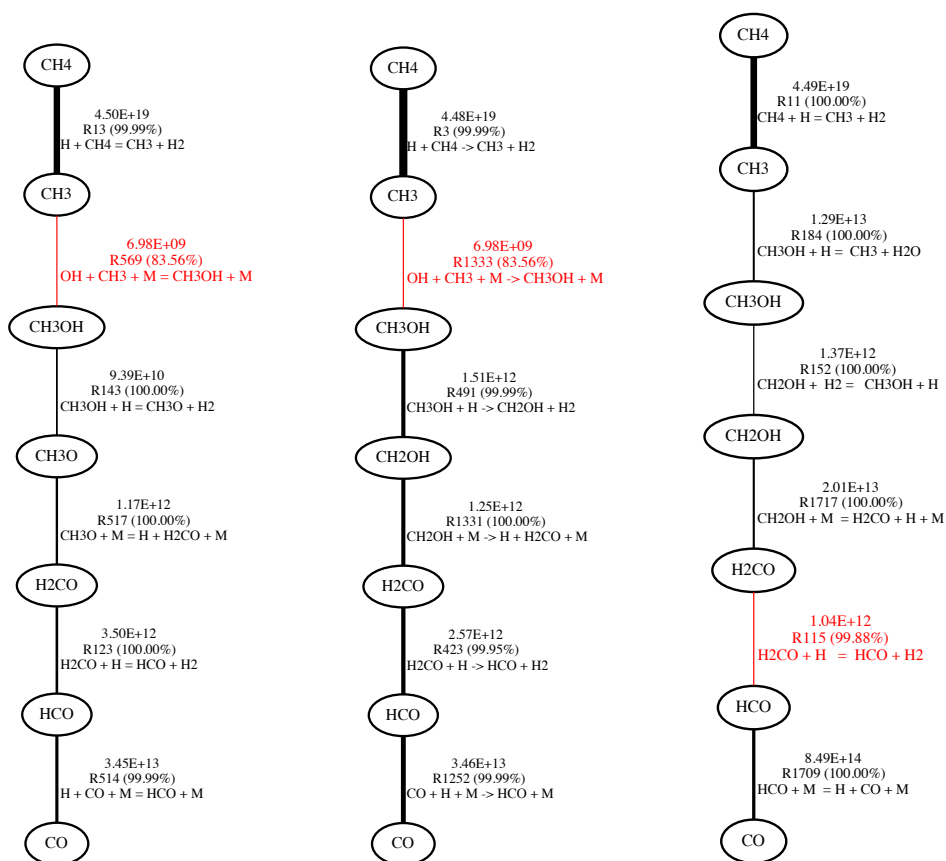 CH4
4.50E+19
R13 (99.99%)
H + CH4 = CH3 + H2
CH3
6.98E+09
R569 (83.56%)
OH + CH3 + M = CH3OH + M
CH3OH
9.39E+10
R143 (100.00%)
CH3OH + H = CH3O + H2
CH3O
1.17E+12
R517 (100.00%)
CH3O + M = H + H2CO + M
H2CO
3.50E+12
R123 (100.00%)
H2CO + H = HCO + H2
HCO
3.45E+13
R514 (99.99%)
H + CO + M = HCO + M
CO
CH4
4.48E+19
R3 (99.99%)
H + CH4 -> CH3 + H2
CH3
6.98E+09
R1333 (83.56%)
OH + CH3 + M -> CH3OH + M
CH3OH
1.51E+12
R491 (99.99%)
CH3OH + H -> CH2OH + H2
CH2OH
1.25E+12
R1331 (100.00%)
CH2OH + M -> H + H2CO + M
H2CO
2.57E+12
R423 (99.95%)
H2CO + H -> HCO + H2
HCO
3.46E+13
R1252 (99.99%)
CO + H + M -> HCO + M
CO
CH4
4.49E+19
R11 (100.00%)
CH4 + H = CH3 + H2
CH3
1.29E+13
R184 (100.00%)
CH3OH + H = CH3 + H2O
CH3OH
1.37E+12
R152 (100.00%)
CH2OH + H2 = CH3OH + H
CH2OH
2.01E+13
R1717 (100.00%)
CH2OH + M = H2CO + H + M
H2CO
1.04E+12
R115 (99.88%)
H2CO + H = HCO + H2
HCO
8.49E+14
R1709 (100.00%)
HCO + M = H + CO + M
CO